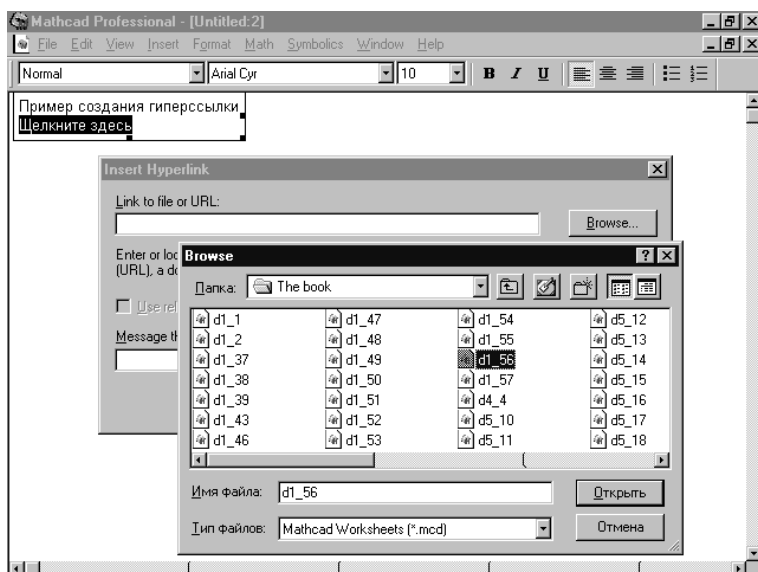 Mathcad Professional - [Untitled:2]
File Edit View Insert Format Math Symbolics Window Help
Normal Arial Cyr 10 B I U
Пример создания гиперссылки
Щелкните здесь
Insert Hyperlink
Link to file or URL:
Browse...
Enter or loc
(URL), a do
Use rel
Message th
Browse
Папка: The book
d1_1 d1_47 d1_54 d5_12
d1_2 d1_48 d1_55 d5_13
d1_37 d1_49 d1_56 d5_14
d1_38 d1_50 d1_57 d5_15
d1_39 d1_51 d4_4 d5_16
d1_43 d1_52 d5_10 d5_17
d1_46 d1_53 d5_11 d5_18
Имя файла: d1_56 Открыть
Тип файлов: Mathcad Worksheets (*.mcd) Отмена